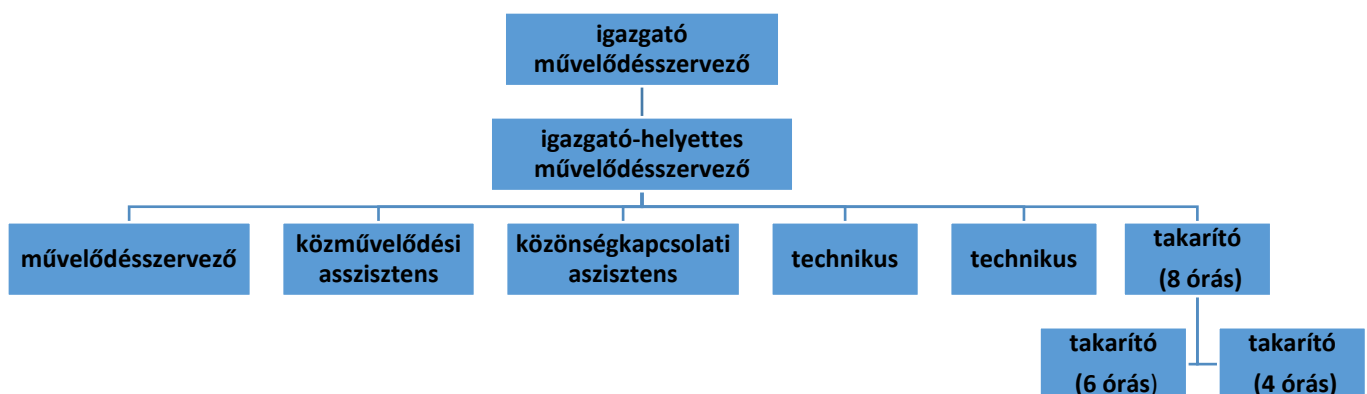 igazgató
művelődésszervező
igazgató-helyettes
művelődésszervező
művelődésszervező
közművelődési
asszisztens
közönségkapcsolati
aszisztens
technikus
technikus
takarító
(8 órás)
takarító
(6 órás)
takarító
(4 órás)